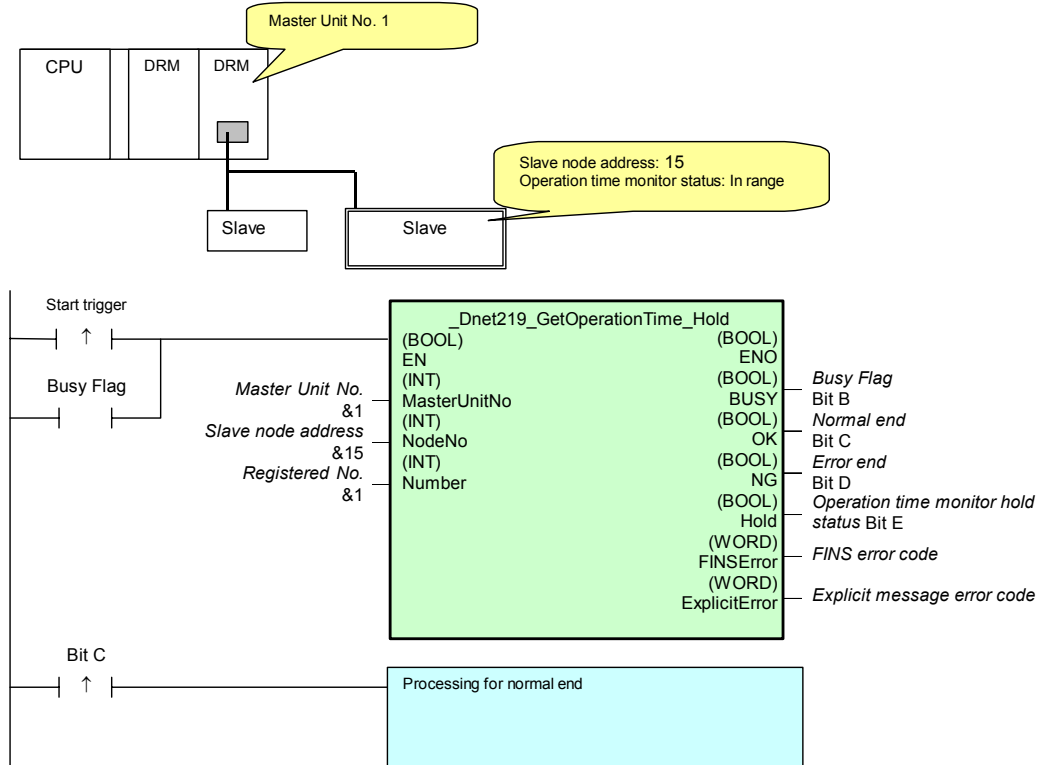 Master Unit No. 1
CPU
DRM
DRM
Slave node address: 15
Operation time monitor status: In range
Slave
Slave
Start trigger
↑
Busy Flag
_Dnet219_GetOperationTime_Hold
(BOOL)
EN
(INT)
MasterUnitNo
(INT)
NodeNo
(INT)
Number
Master Unit No.
&1
Slave node address
&15
Registered No.
&1
(BOOL)
ENO
(BOOL)
BUSY
(BOOL)
OK
(BOOL)
NG
(BOOL)
Hold
(WORD)
FINSError
(WORD)
ExplicitError
Busy Flag
Bit B
Normal end
Bit C
Error end
Bit D
Operation time monitor hold
status Bit E
FINS error code
Explicit message error code
Bit C
↑
Processing for normal end